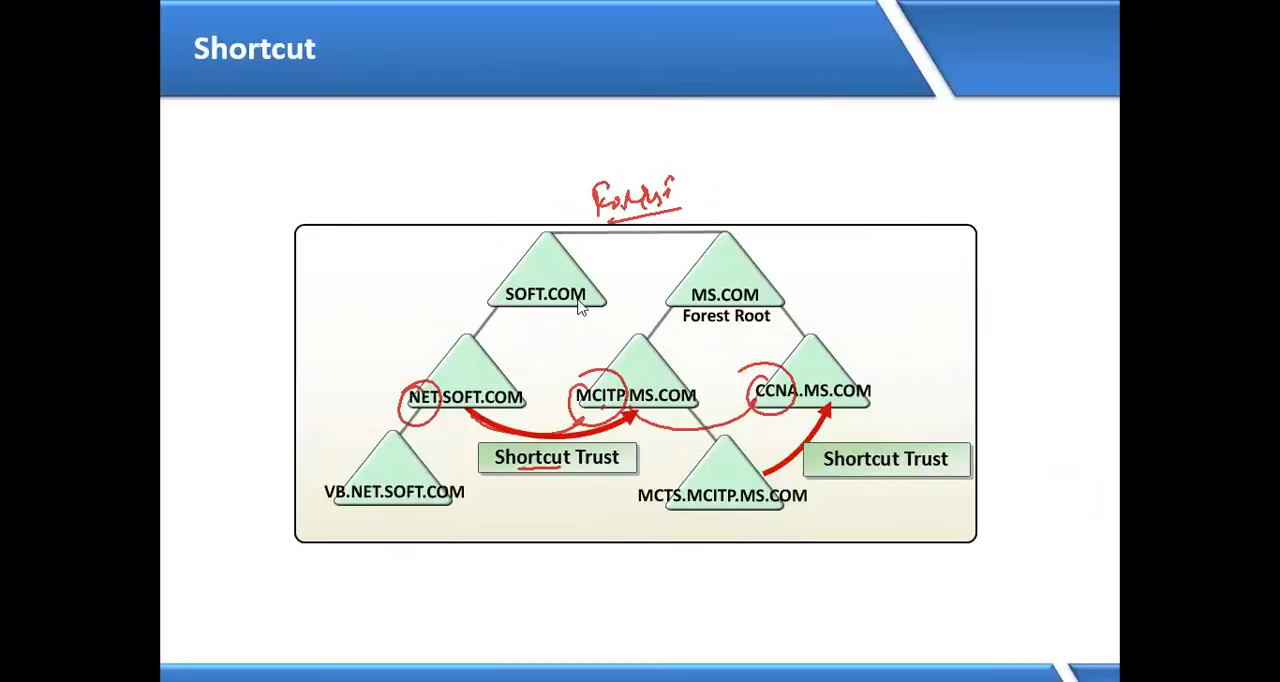 Shortcut
SOFT.COM
MS.COM
Forest Root
NET.SOFT.COM
MCITP.MS.COM
CCNA.MS.COM
Shortcut Trust
Shortcut Trust
VB.NET.SOFT.COM
MCTS.MCITP.MS.COM